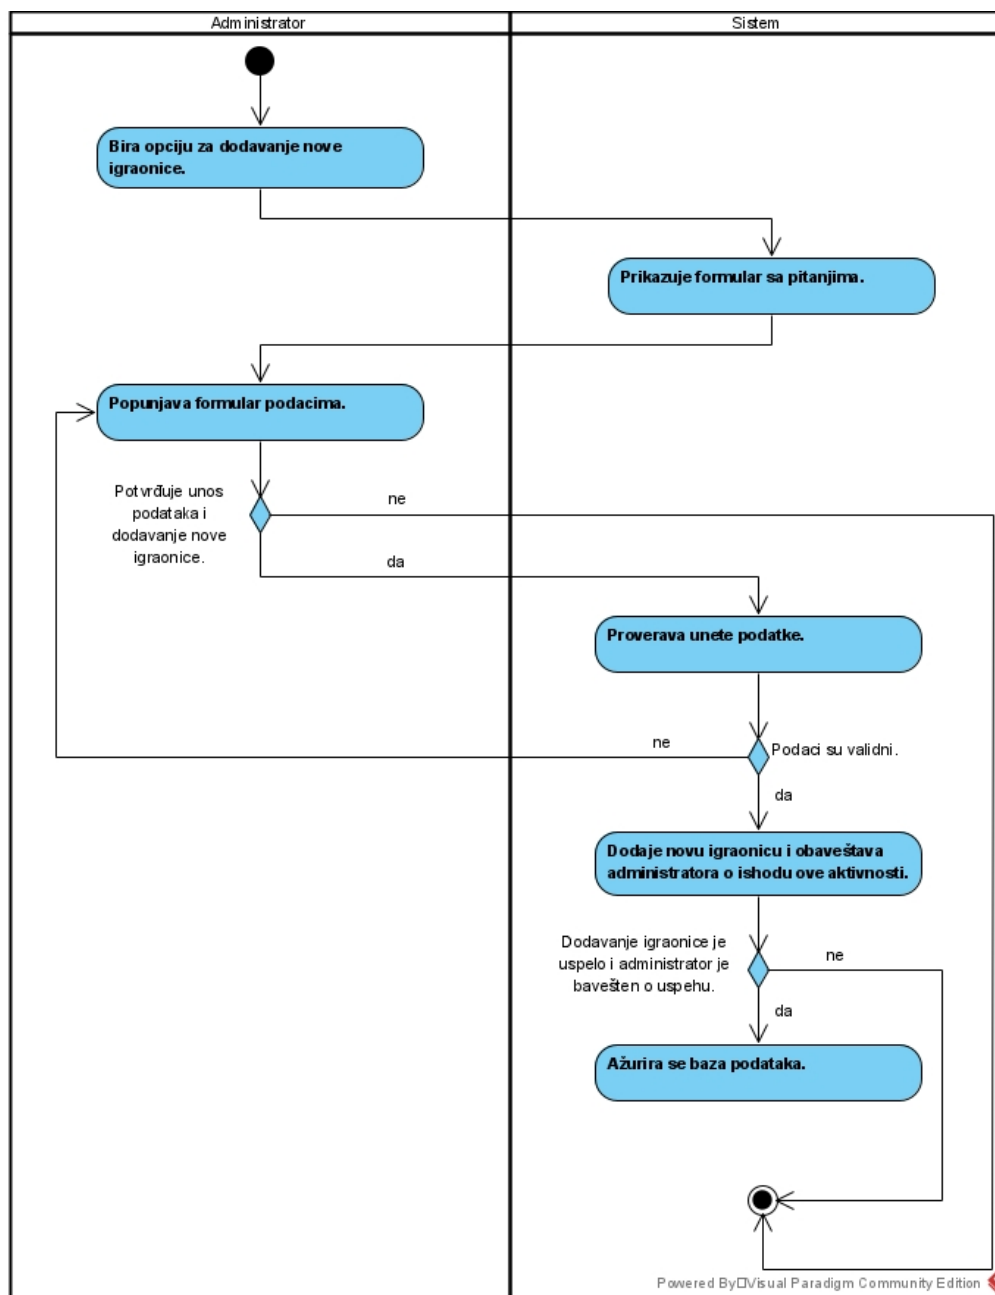 Administrator
Sistem
Bira opciju za dodavanje nove
igraonice.
Prikazuje formular sa pitanjima.
Popunjava formular podacima.
Potvrđuje unos
podataka i
dodavanje nove
igraonice.
ne
da
Proverava unete podatke.
ne
Podaci su validni.
da
Dodaje novu igraonicu i obaveštava
administratora o ishodu ove aktivnosti.
Dodavanje igraonice je
uspelo i administrator je
bavešten o uspehu.
ne
da
Ažurira se baza podataka.
Powered By□Visual Paradigm Community Edition